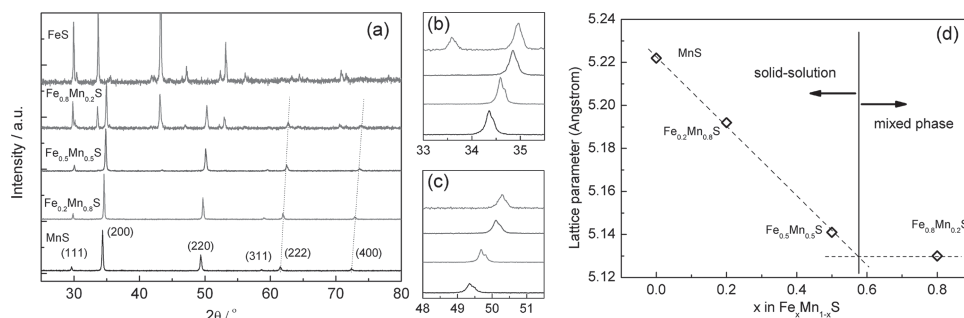 (a)
FeS
Fe0.8Mn0.2S
Fe0.5Mn0.5S
Fe0.2Mn0.8S
MnS
(111)
(200)
(220)
(311)
(222)
(400)
Intensity / a.u.
30 40 50 60 70 80
2θ / °
(b)
33 34 35
(c)
48 49 50 51
(d)
5.24
5.22
5.20
5.18
5.16
5.14
5.12
Lattice parameter (Angstrom)
MnS
solid-solution
mixed phase
Fe0.2Mn0.8S
Fe0.5Mn0.5S
Fe0.8Mn0.2S
0.0 0.2 0.4 0.6 0.8
x in FexMn1-xS